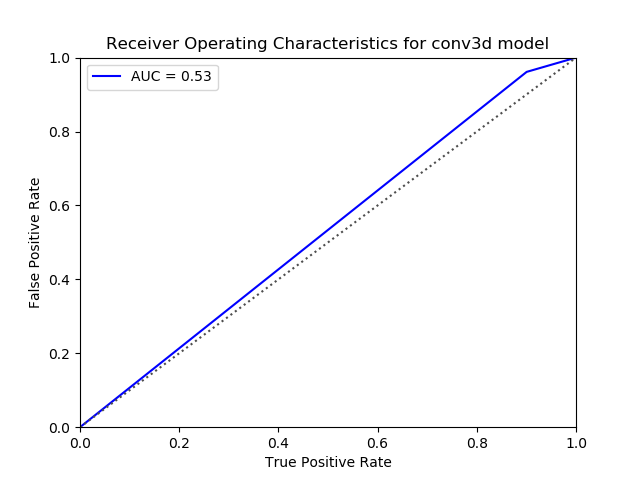 Receiver Operating Characteristics for conv3d model
AUC = 0.53
False Positive Rate
1.0
0.8
0.6
0.4
0.2
0.0
0.0 0.2 0.4 0.6 0.8 1.0
True Positive Rate